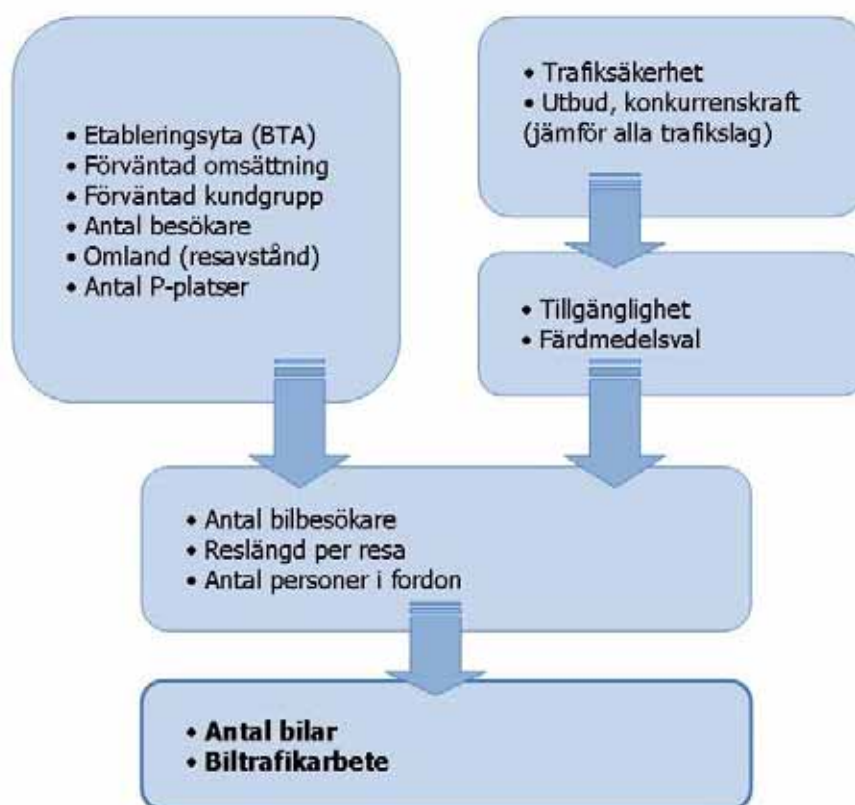 • Etableringsyta (BTA)
• Förväntad omsättning
• Förväntad kundgrupp
• Antal besökare
• Omland (resavstånd)
• Antal P-platser
• Trafiksäkerhet
• Utbud, konkurrenskraft
(jämför alla trafikslag)
• Tillgänglighet
• Färdmedelsval
• Antal bilbesökare
• Reslängd per resa
• Antal personer i fordon
• Antal bilar
• Biltrafikarbete